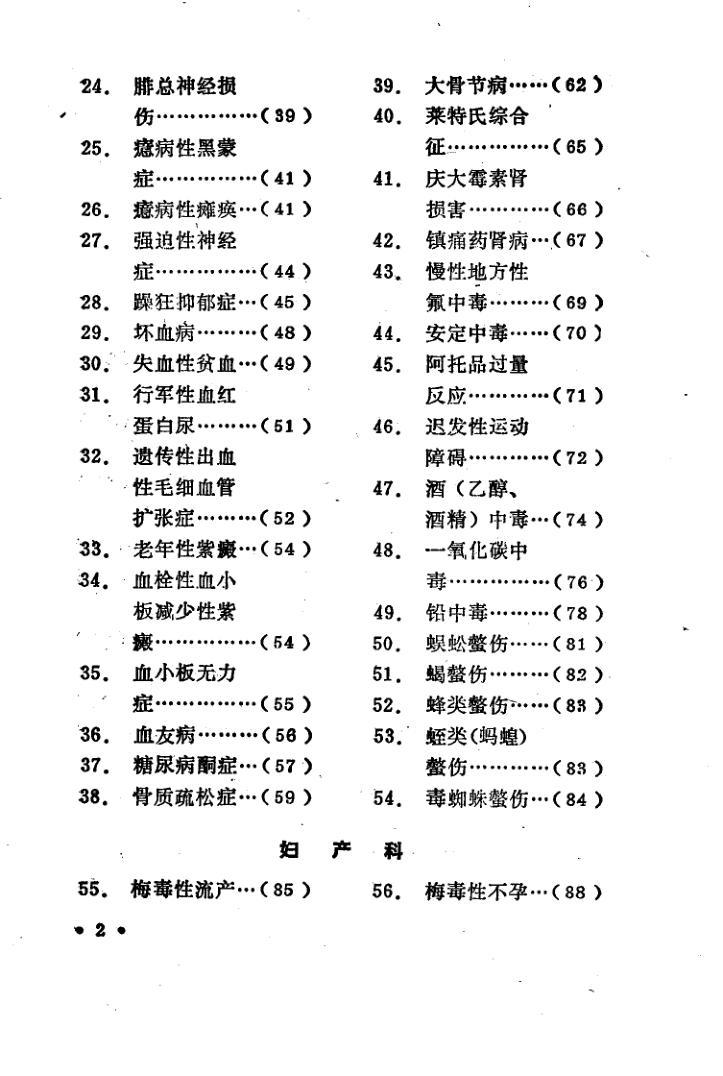 24. 腓总神经损
伤……………(39)
25. 癔病性黑蒙
症……………(41)
26. 癔病性瘫痪…(41)
27. 强迫性神经
症……………(44)
28. 躁狂抑郁症…(45)
29. 坏血病………(48)
30. 失血性贫血…(49)
31. 行军性血红
蛋白尿………(51)
32. 遗传性出血
性毛细血管
扩张症………(52)
33. 老年性紫癜…(54)
34. 血栓性血小
板减少性紫
癜……………(54)
35. 血小板无力
症……………(55)
36. 血友病………(56)
37. 糖尿病酮症…(57)
38. 骨质疏松症…(59)
39. 大骨节病……(62)
40. 莱特氏综合
征……………(65)
41. 庆大霉素肾
损害…………(66)
42. 镇痛药肾病…(67)
43. 慢性地方性
氟中毒………(69)
44. 安定中毒……(70)
45. 阿托品过量
反应…………(71)
46. 迟发性运动
障碍…………(72)
47. 酒（乙醇、
酒精）中毒…(74)
48. 一氧化碳中
毒……………(76)
49. 铅中毒………(78)
50. 蜈蚣螫伤……(81)
51. 蝎螫伤………(82)
52. 蜂类螫伤……(83)
53. 蛭类(蚂蝗)
螫伤…………(83)
54. 毒蜘蛛螫伤…(84)
妇 产 科
55. 梅毒性流产…(85)
56. 梅毒性不孕…(88)
• 2 •